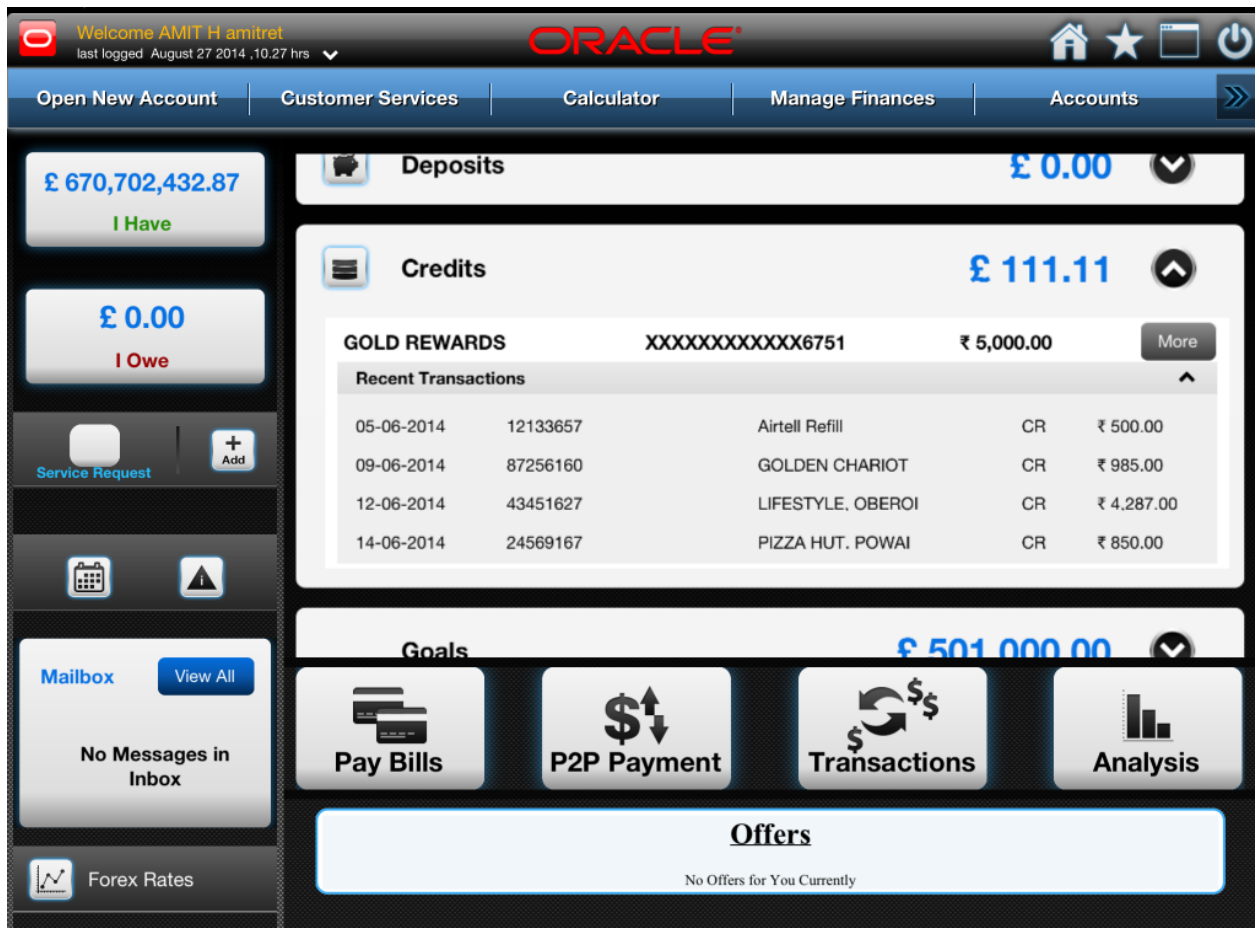 Welcome AMIT H amitret
last logged August 27 2014 ,10.27 hrs
ORACLE
Open New Account
Customer Services
Calculator
Manage Finances
Accounts
£ 670,702,432.87
I Have
£ 0.00
I Owe
Service Request
Add
Mailbox
View All
No Messages in
Inbox
Forex Rates
Deposits £ 0.00
Credits £ 111.11
GOLD REWARDS XXXXXXXXXXXX6751 ₹ 5,000.00 More
Recent Transactions
05-06-2014 12133657 Airtell Refill CR ₹ 500.00
09-06-2014 87256160 GOLDEN CHARIOT CR ₹ 985.00
12-06-2014 43451627 LIFESTYLE, OBEROI CR ₹ 4,287.00
14-06-2014 24569167 PIZZA HUT. POWAI CR ₹ 850.00
Goals £ 501,000.00
Pay Bills
P2P Payment
Transactions
Analysis
Offers
No Offers for You Currently